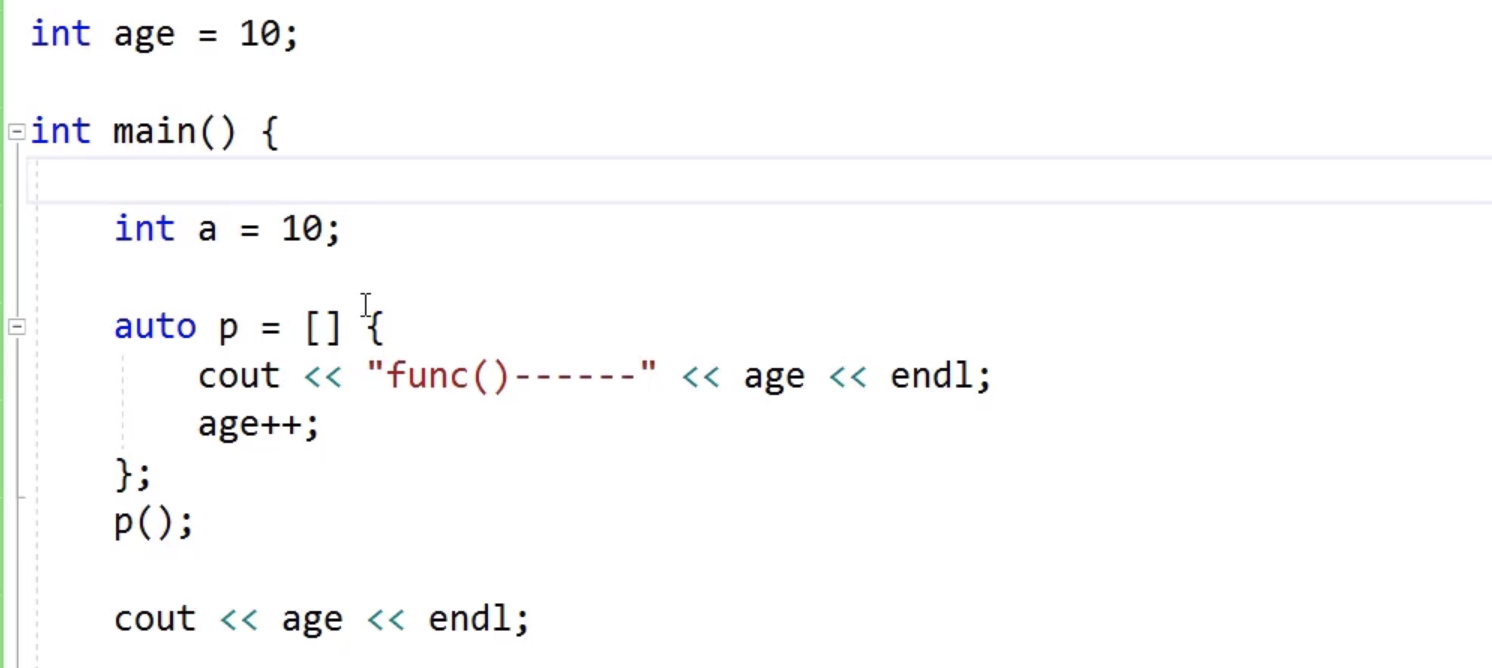 int age = 10;
int main() {
int a = 10;
auto p = [] {
cout << "func()------" << age << endl;
age++;
};
p();
cout << age << endl;